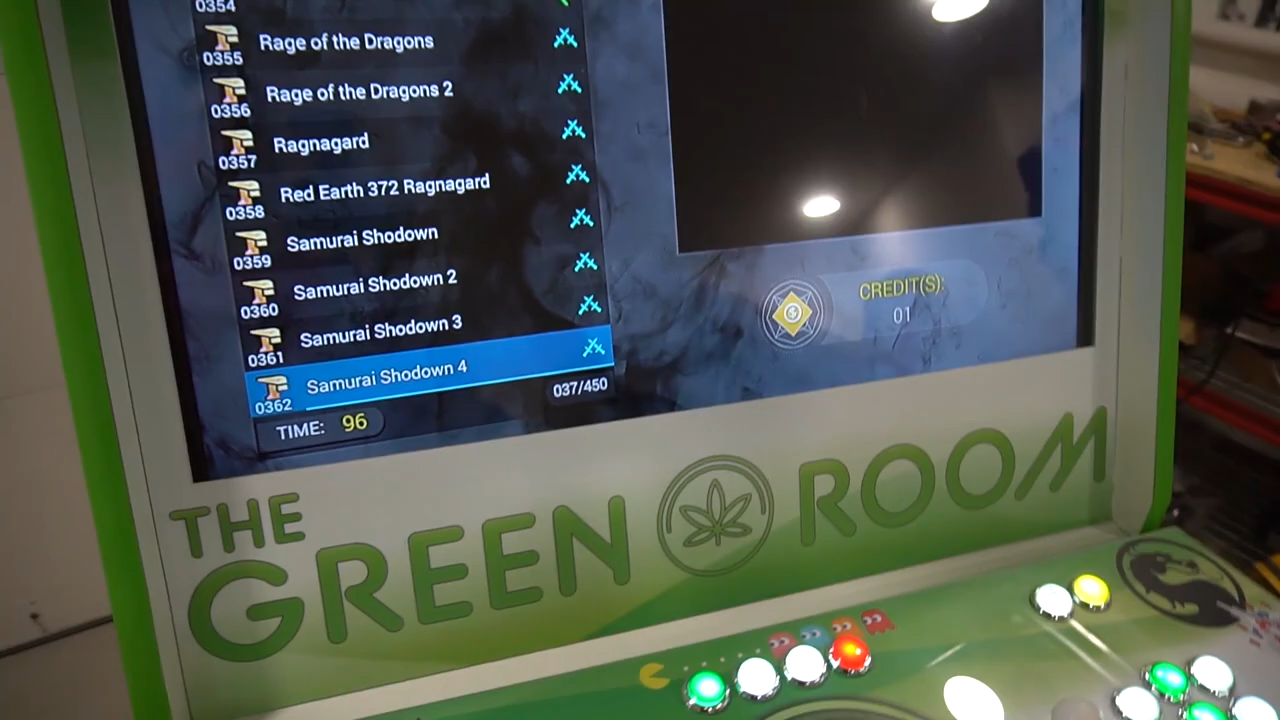 0354
0355 Rage of the Dragons
0356 Rage of the Dragons 2
0357 Ragnagard
0358 Red Earth 372 Ragnagard
0359 Samurai Shodown
0360 Samurai Shodown 2
0361 Samurai Shodown 3
0362 Samurai Shodown 4
037/450
TIME: 96
CREDIT(S):
01
THE GREEN ROOM